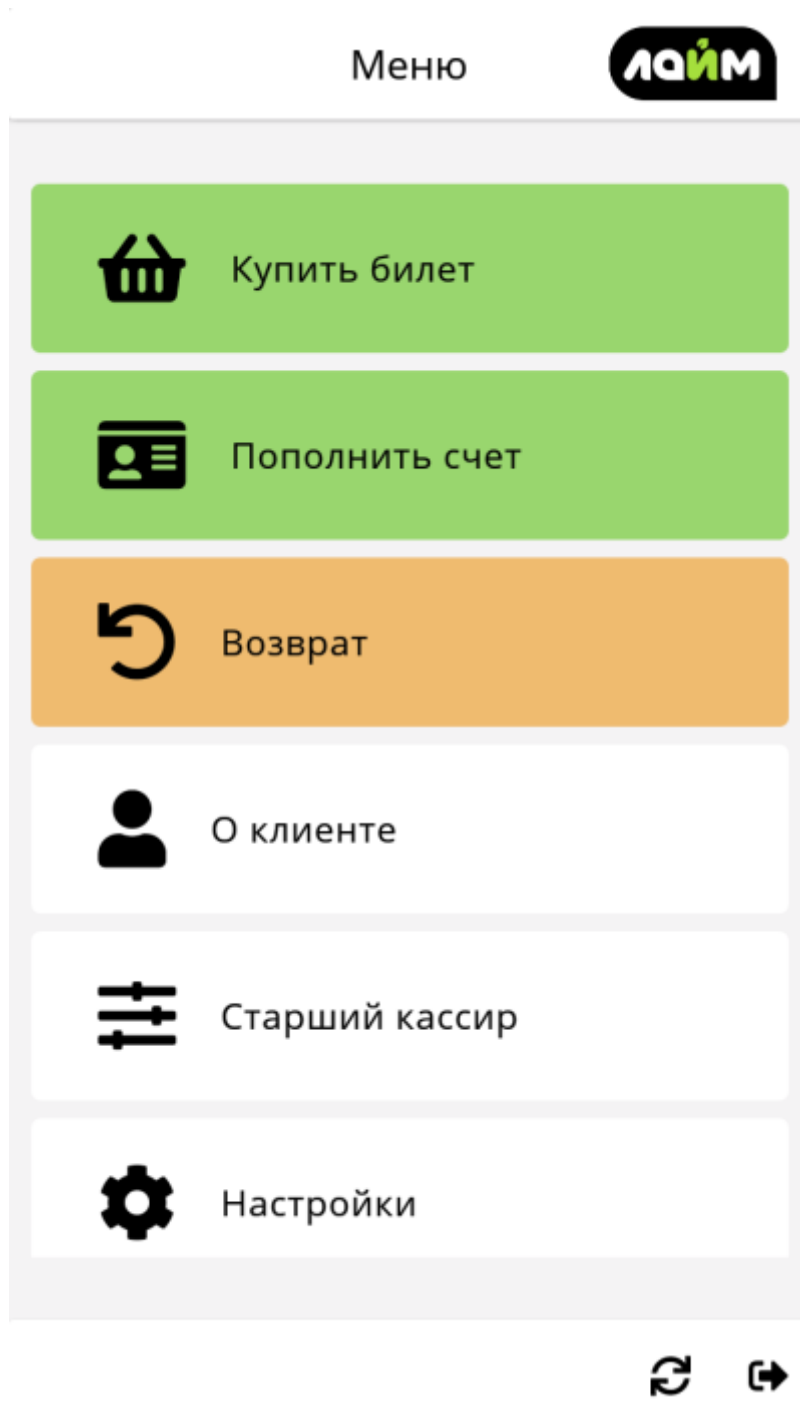 Меню
лайм
Купить билет
Пополнить счет
Возврат
О клиенте
Старший кассир
Настройки